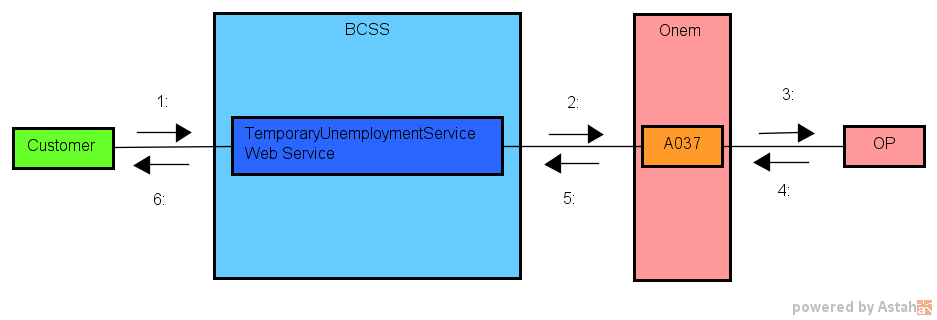 BCSS
Onem
1:
2:
3:
Customer
TemporaryUnemploymentService
Web Service
A037
OP
6:
5:
4:
powered by Astah